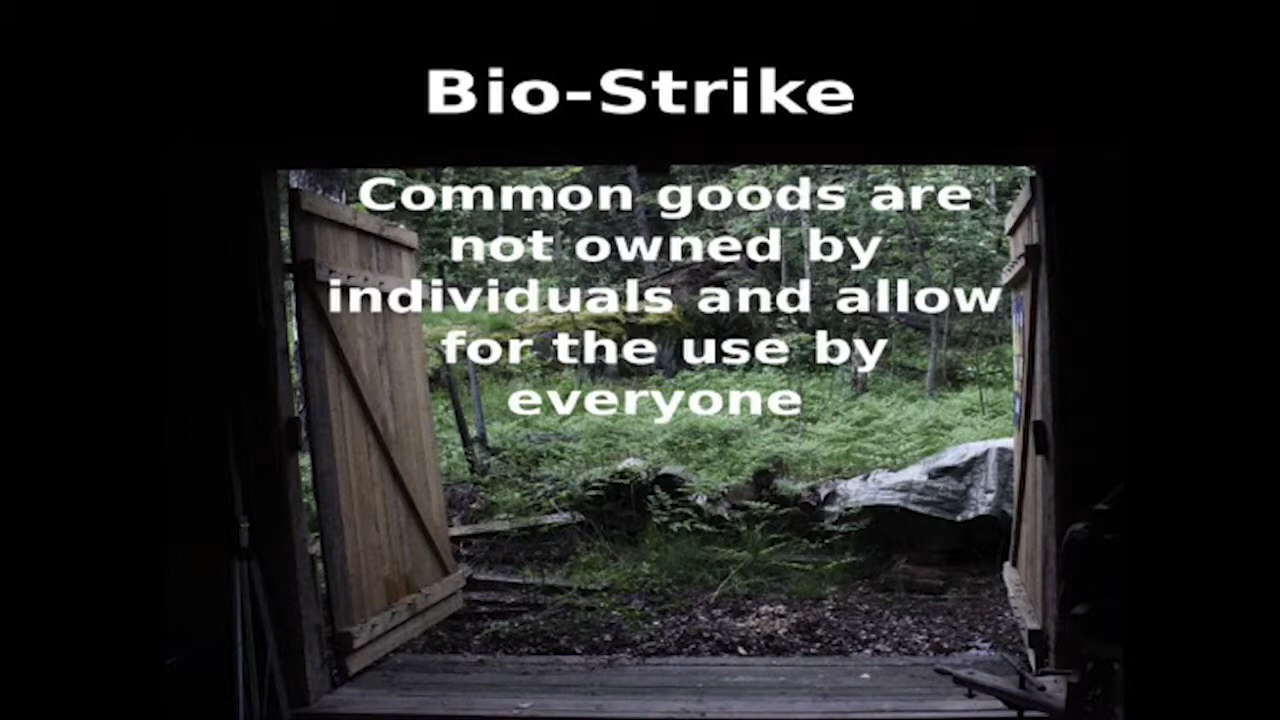 Bio-Strike
Common goods are
not owned by
individuals and allow
for the use by
everyone